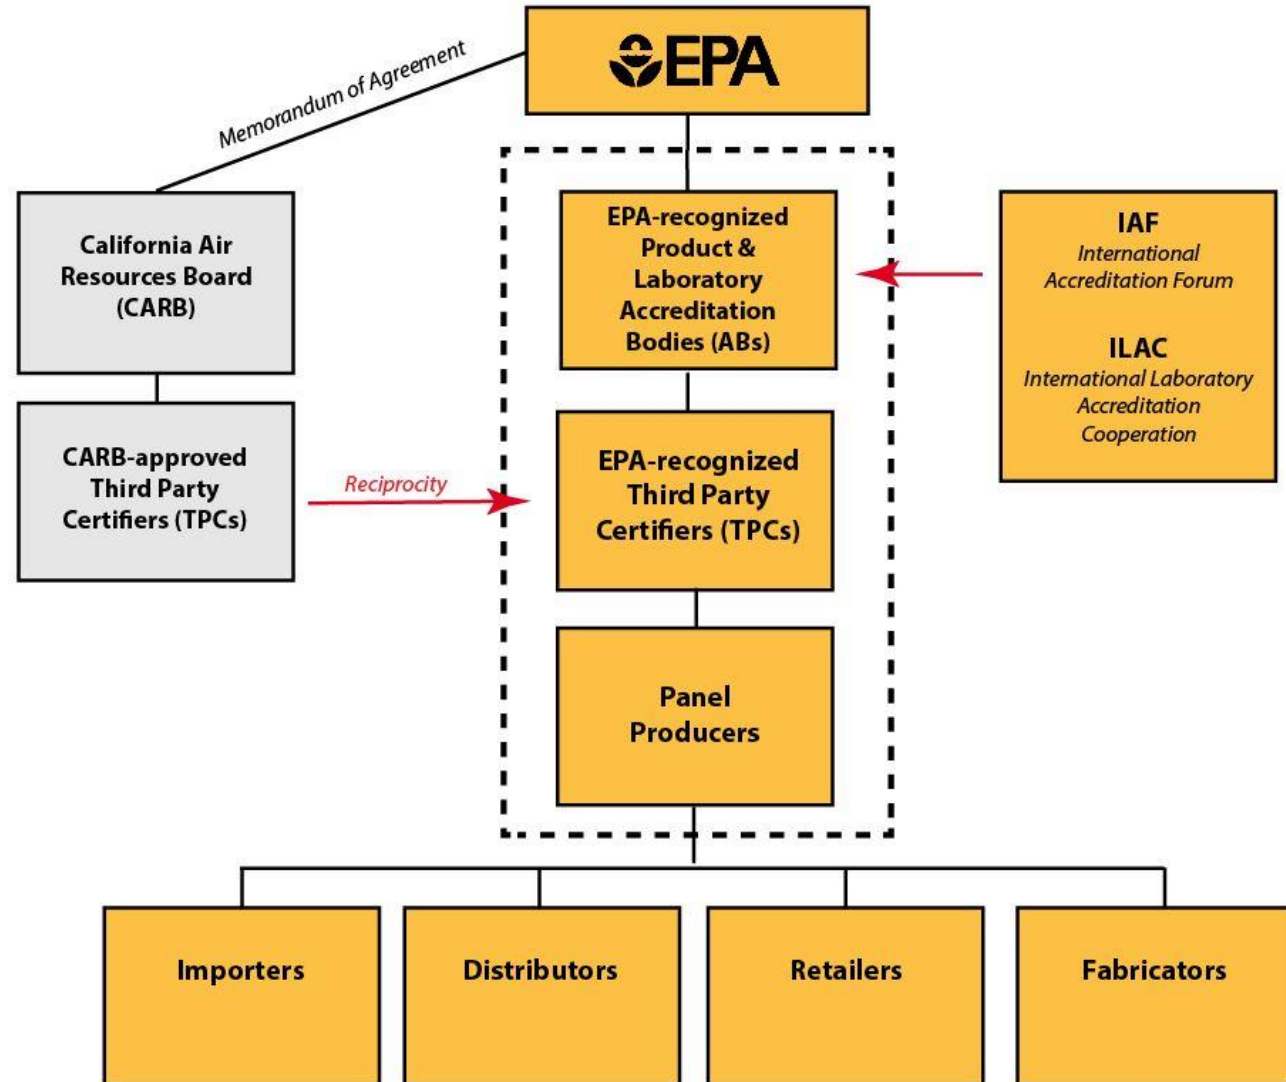 EPA
Memorandum of Agreement
California Air
Resources Board
(CARB)
EPA-recognized
Product &
Laboratory
Accreditation
Bodies (ABs)
IAF
International
Accreditation Forum
ILAC
International Laboratory
Accreditation
Cooperation
CARB-approved
Third Party
Certifiers (TPCs)
Reciprocity
EPA-recognized
Third Party
Certifiers (TPCs)
Panel
Producers
Importers
Distributors
Retailers
Fabricators